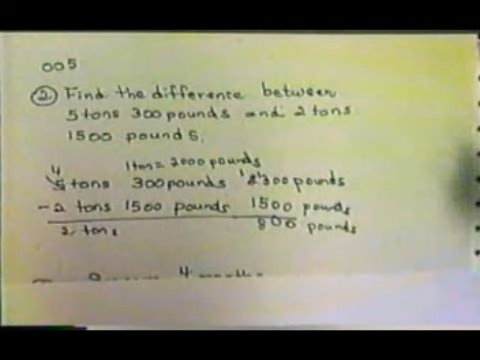 005
② Find the difference between
5 tons 300 pounds and 2 tons
1500 pounds.
4
1 ton = 2000 pounds
5 tons 300 pounds 2300 pounds
- 2 tons 1500 pounds 1500 pounds
2 tons 800 pounds
4